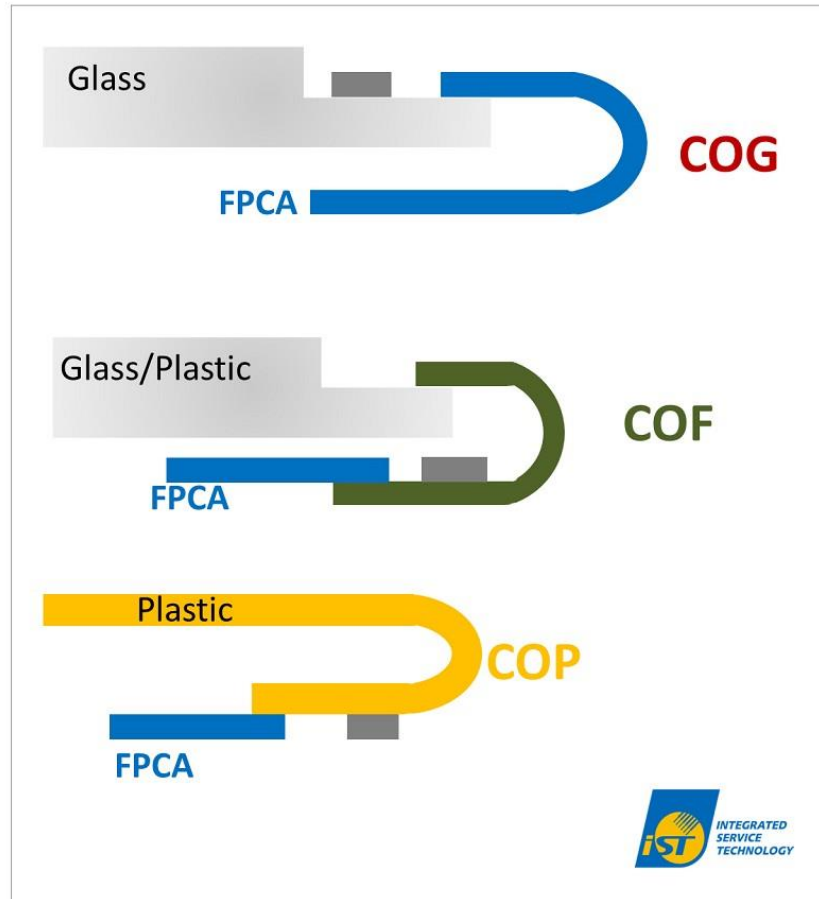 Glass
COG
FPCA
Glass/Plastic
COF
FPCA
Plastic
COP
FPCA
iST
INTEGRATED
SERVICE
TECHNOLOGY